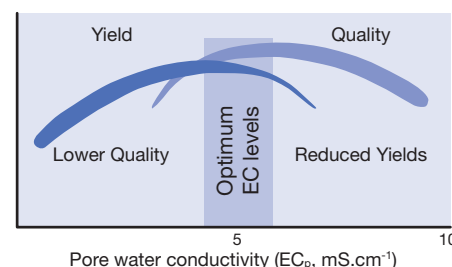 Yield
Quality
Lower Quality
Optimum
EC levels
Reduced Yields
5
10
Pore water conductivity (ECₚ, mS.cm⁻¹)